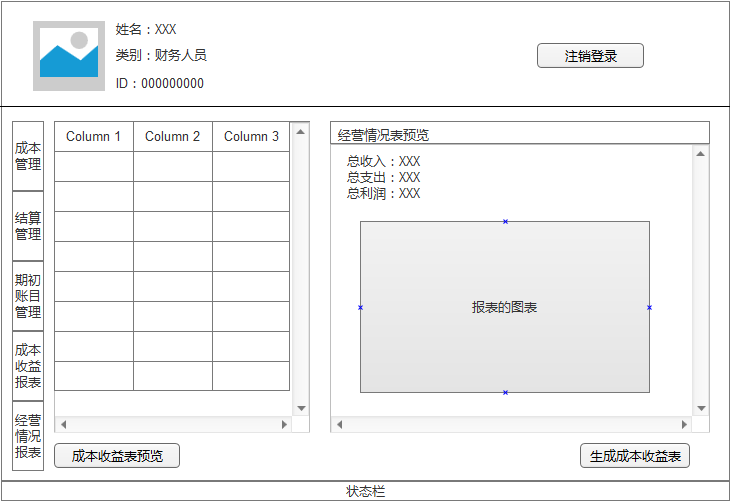 姓名：XXX
类别：财务人员
ID：000000000
注销登录
成本
管理
结算
管理
期初
账目
管理
成本
收益
报表
经营
情况
报表
Column 1 Column 2 Column 3
经营情况表预览
总收入：XXX
总支出：XXX
总利润：XXX
报表的图表
成本收益表预览
生成成本收益表
状态栏